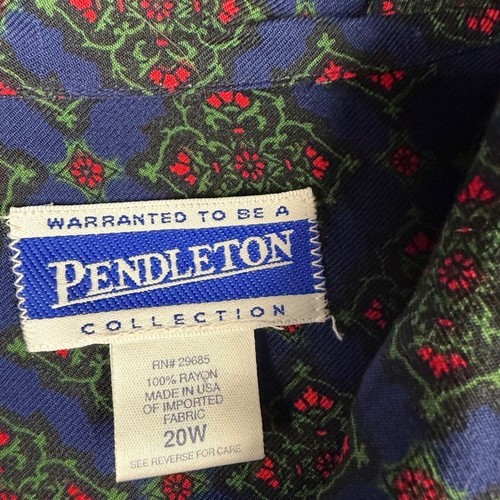 WARRANTED TO BE A
PENDLETON
COLLECTION
RN# 29685
100% RAYON
MADE IN USA
OF IMPORTED
FABRIC
20W
SEE REVERSE FOR CARE